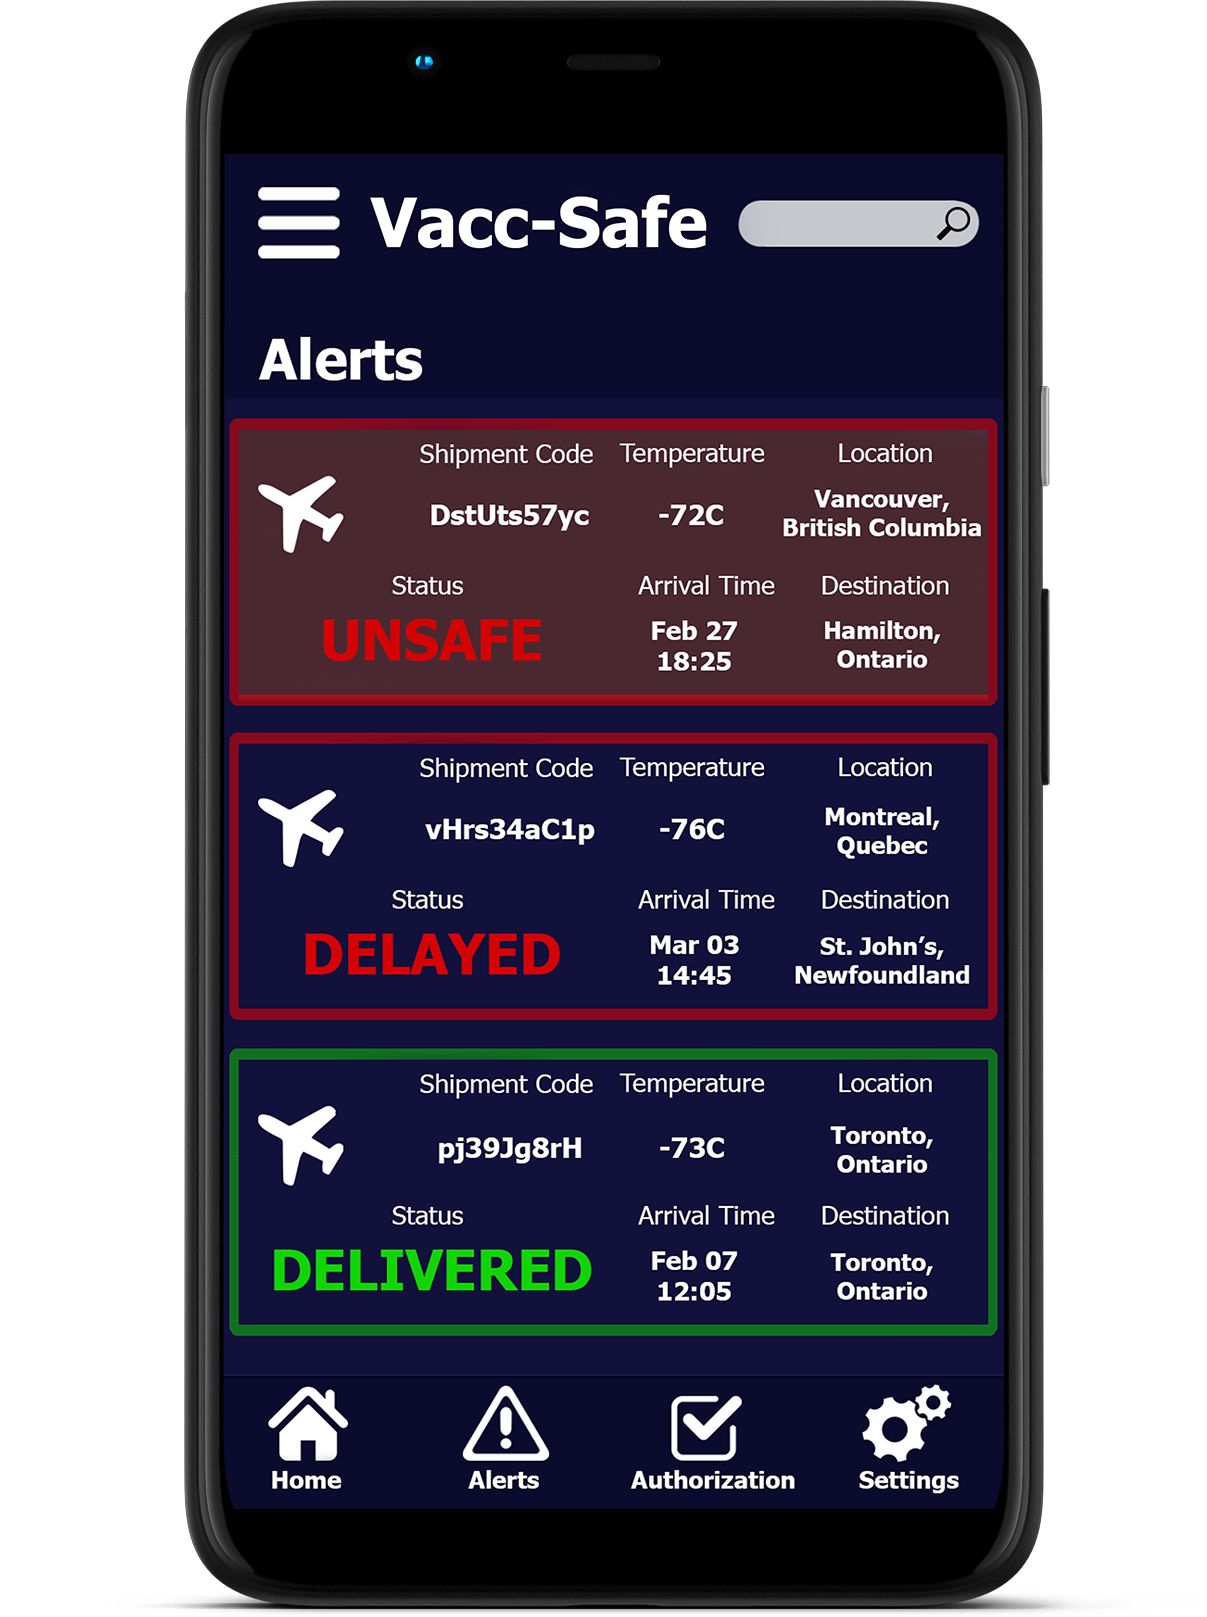 Vacc-Safe
Alerts
Shipment Code Temperature Location
DstUts57yc -72C Vancouver,
British Columbia
Status Arrival Time Destination
UNSAFE Feb 27 Hamilton,
18:25 Ontario
Shipment Code Temperature Location
vHrs34aC1p -76C Montreal,
Quebec
Status Arrival Time Destination
DELAYED Mar 03 St. John’s,
14:45 Newfoundland
Shipment Code Temperature Location
pj39Jg8rH -73C Toronto,
Ontario
Status Arrival Time Destination
DELIVERED Feb 07 Toronto,
12:05 Ontario
Home Alerts Authorization Settings